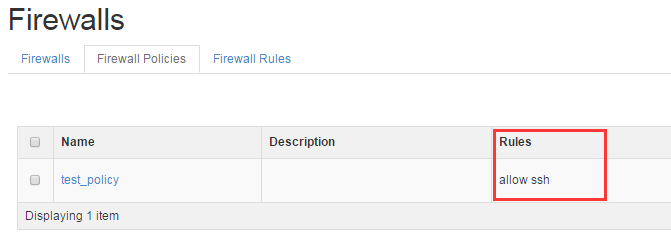 Firewalls
Firewalls Firewall Policies Firewall Rules
Name Description Rules
test_policy allow ssh
Displaying 1 item